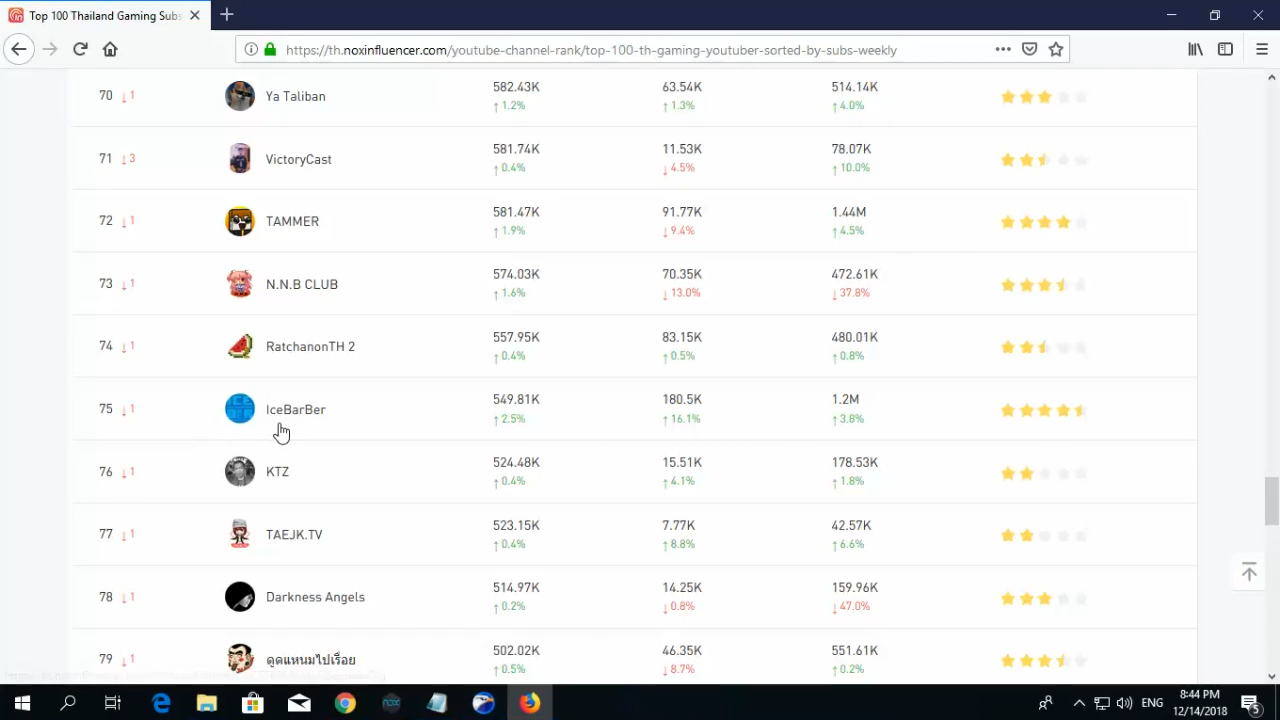 Top 100 Thailand Gaming Subs
https://th.noxinfluencer.com/youtube-channel-rank/top-100-th-gaming-youtuber-sorted-by-subs-weekly
70 ↓1 Ya Taliban 582.43K 63.54K 514.14K
↑1.2% ↑1.3% ↑4.0%
71 ↓3 VictoryCast 581.74K 11.53K 78.07K
↑0.4% ↓4.5% ↑10.0%
72 ↓1 TAMMER 581.47K 91.77K 1.44M
↑1.9% ↓9.4% ↑4.5%
73 ↓1 N.N.B CLUB 574.03K 70.35K 472.61K
↑1.6% ↓13.0% ↓37.8%
74 ↓1 RatchanonTH 2 557.95K 83.15K 480.01K
↑0.4% ↑0.5% ↑0.8%
75 ↓1 IceBarBer 549.81K 180.5K 1.2M
↑2.5% ↑16.1% ↑3.8%
76 ↓1 KTZ 524.48K 15.51K 178.53K
↑0.4% ↑4.1% ↑1.8%
77 ↓1 TAEJK.TV 523.15K 7.77K 42.57K
↑0.4% ↑8.8% ↑6.6%
78 ↓1 Darkness Angels 514.97K 14.25K 159.96K
↑0.2% ↓0.8% ↓47.0%
79 ↓1 ดูดแหนมไปเรื่อย 502.02K 46.35K 551.61K
↑0.5% ↓8.7% ↑0.2%
nox ENG 8:44 PM
12/14/2018 5